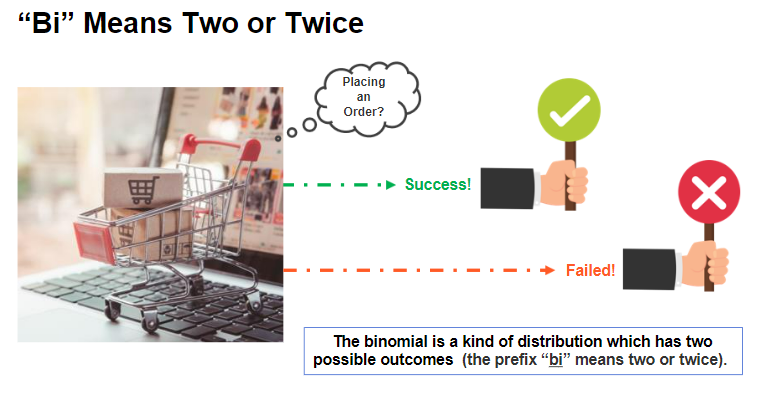 “Bi” Means Two or Twice
Placing
an
Order?
Success!
Failed!
The binomial is a kind of distribution which has two
possible outcomes  (the prefix “bi” means two or twice).